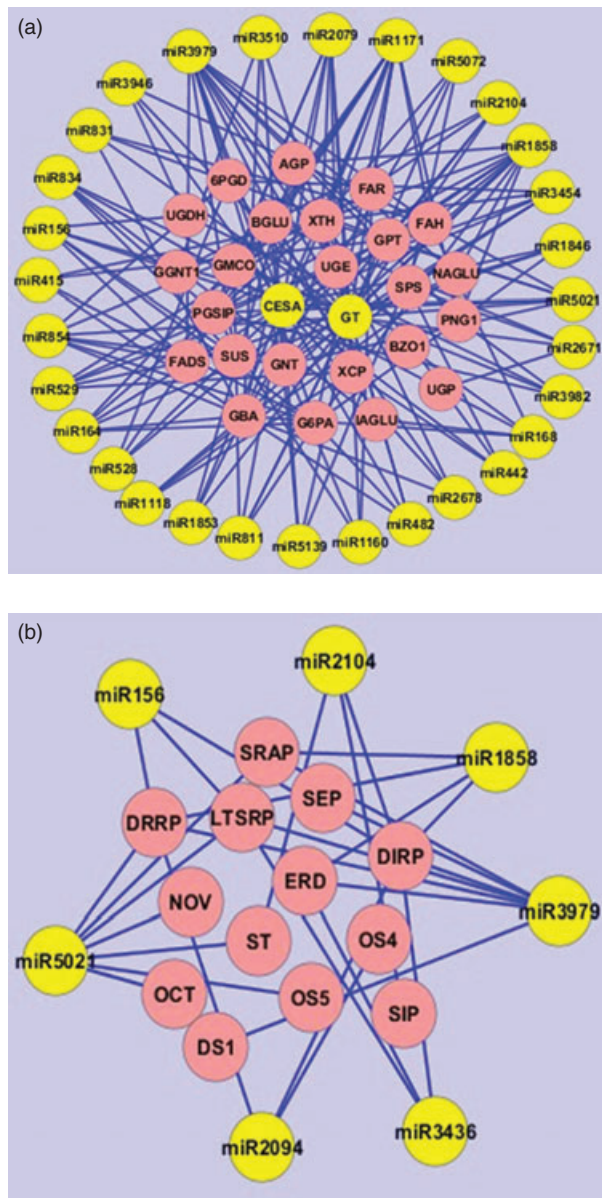 (a)
miR3510
miR2079
miR3979
miR1171
miR5072
miR3946
miR2104
miR831
miR1858
AGP
miR834
6PGD
FAR
miR3454
UGDH
BGLU
XTH
FAH
miR156
GPT
miR1846
GGNT1
GMCO
UGE
NAGLU
miR415
SPS
miR5021
PGSIP
CESA
GT
PNG1
miR854
BZO1
miR2671
FADS
SUS
GNT
XCP
miR529
UGP
miR3982
GBA
G6PA
IAGLU
miR164
miR168
miR528
miR442
miR1118
miR2678
miR1853
miR811
miR5139
miR1160
miR482
(b)
miR2104
miR156
miR1858
SRAP
SEP
DRRP
LTSRP
DIRP
ERD
NOV
miR3979
ST
OS4
miR5021
OCT
OS5
SIP
DS1
miR2094
miR3436